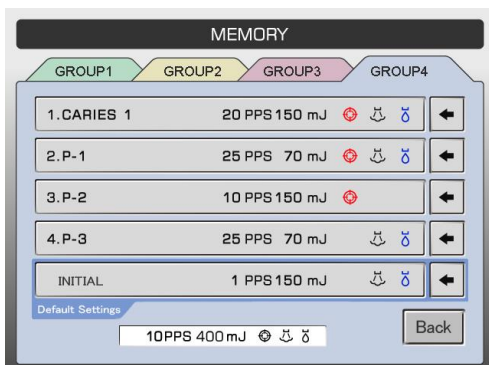 MEMORY
GROUP1 GROUP2 GROUP3 GROUP4
1.CARIES 1 20 PPS 150 mJ
2.P-1 25 PPS 70 mJ
3.P-2 10 PPS 150 mJ
4.P-3 25 PPS 70 mJ
INITIAL 1 PPS 150 mJ
Default Settings
10PPS 400mJ
Back